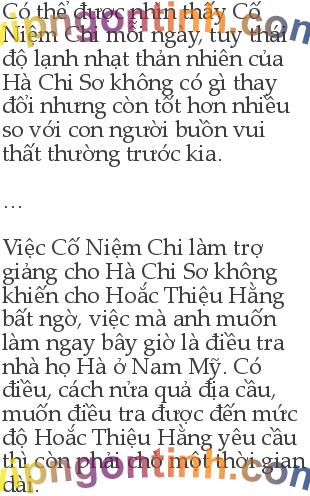 Có thể được nhìn thấy Cố
Niệm Chi mỗi ngày, tuy thái
độ lạnh nhạt thản nhiên của
Hà Chi Sơ không có gì thay
đổi nhưng còn tốt hơn nhiều
so với con người buồn vui
thất thường trước kia.
...
Việc Cố Niệm Chi làm trợ
giảng cho Hà Chi Sơ không
khiến cho Hoắc Thiệu Hằng
bất ngờ, việc mà anh muốn
làm ngay bây giờ là điều tra
nhà họ Hà ở Nam Mỹ. Có
điều, cách nửa quả địa cầu,
muốn điều tra được đến mức
độ Hoắc Thiệu Hằng yêu cầu
thì còn phải chờ một thời gian
dài.